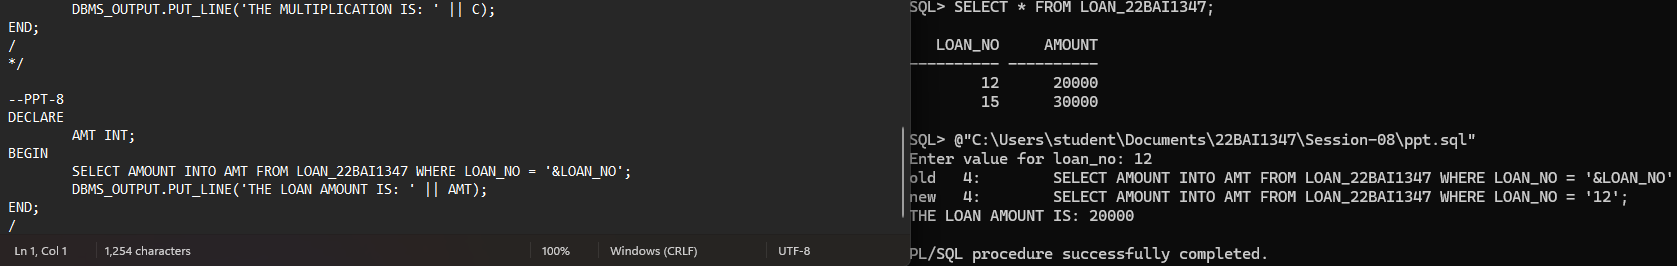 DBMS_OUTPUT.PUT_LINE('THE MULTIPLICATION IS: ' || C);
END;
/
*/
--PPT-8
DECLARE
AMT INT;
BEGIN
SELECT AMOUNT INTO AMT FROM LOAN_22BAI1347 WHERE LOAN_NO = '&LOAN_NO';
DBMS_OUTPUT.PUT_LINE('THE LOAN AMOUNT IS: ' || AMT);
END;
/
Ln 1, Col 1 1,254 characters 100% Windows (CRLF) UTF-8
SQL> SELECT * FROM LOAN_22BAI1347;
LOAN_NO AMOUNT
---------- ----------
12 20000
15 30000
SQL> @"C:\Users\student\Documents\22BAI1347\Session-08\ppt.sql"
Enter value for loan_no: 12
old 4: SELECT AMOUNT INTO AMT FROM LOAN_22BAI1347 WHERE LOAN_NO = '&LOAN_NO'
new 4: SELECT AMOUNT INTO AMT FROM LOAN_22BAI1347 WHERE LOAN_NO = '12';
THE LOAN AMOUNT IS: 20000
PL/SQL procedure successfully completed.